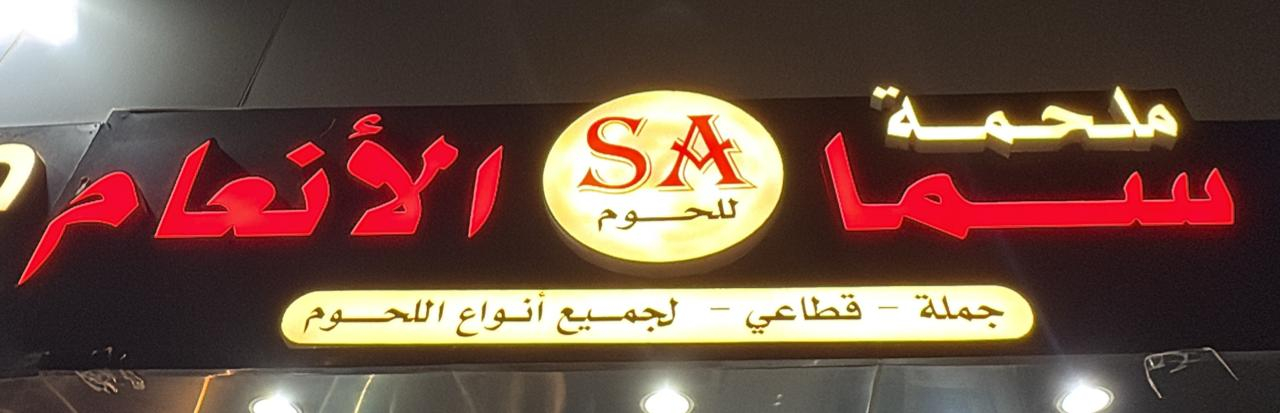 ملحمة
سما الأنعام
SA
للحوم
جملة - قطاعي - لجميع أنواع اللحوم